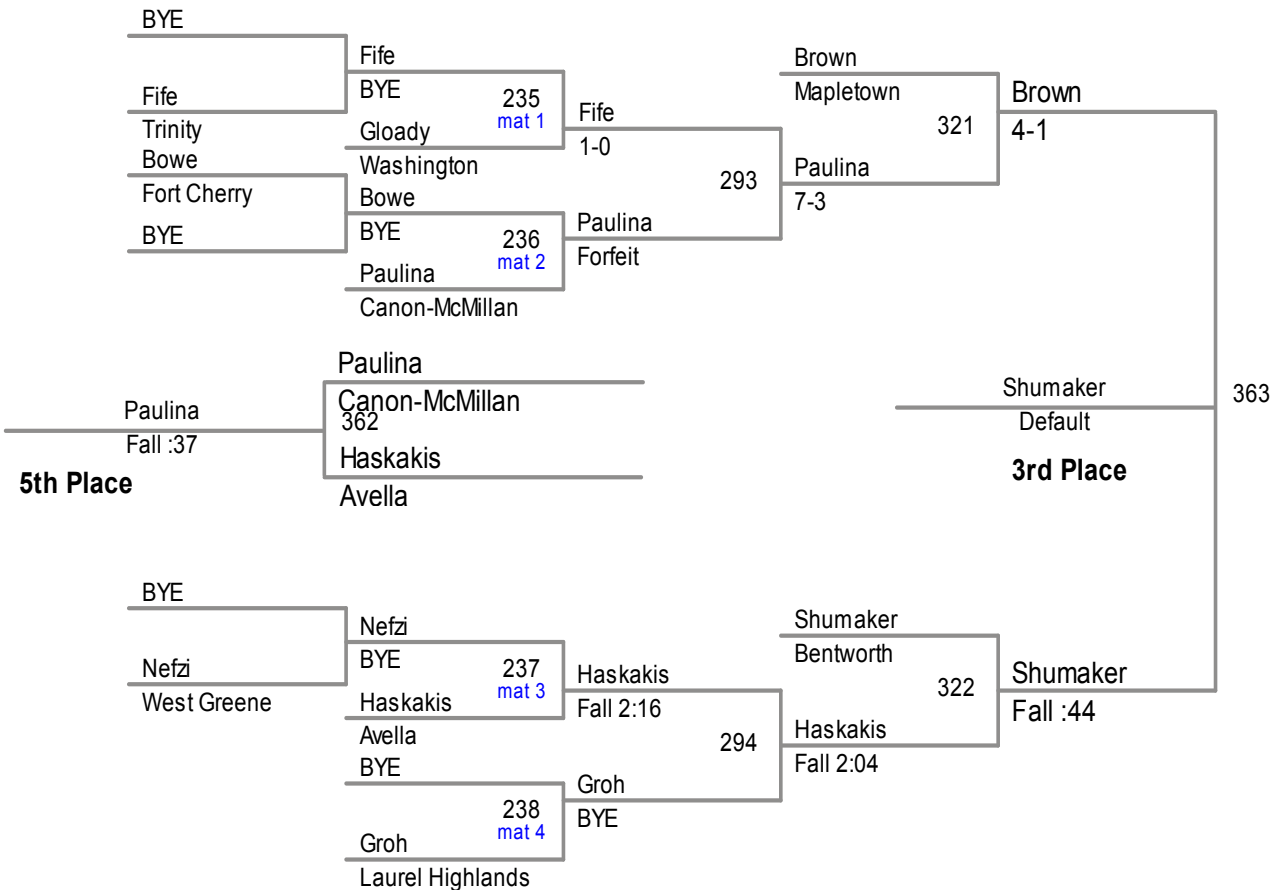 BYE
Fife
Trinity
Bowe
Fort Cherry
BYE
Fife
BYE
235
mat 1
Gloady
Washington
Bowe
BYE
236
mat 2
Paulina
Canon-McMillan
Fife
1-0
293
Paulina
Forfeit
Brown
Mapletown
321
Paulina
7-3
Brown
4-1
Paulina
Canon-McMillan
362
Haskakis
Avella
Paulina
Fall :37
5th Place
Shumaker
Default
3rd Place
363
BYE
Nefzi
West Greene
Nefzi
BYE
237
mat 3
Haskakis
Avella
BYE
238
mat 4
Groh
Laurel Highlands
Haskakis
Fall 2:16
294
Groh
BYE
Shumaker
Bentworth
322
Haskakis
Fall 2:04
Shumaker
Fall :44